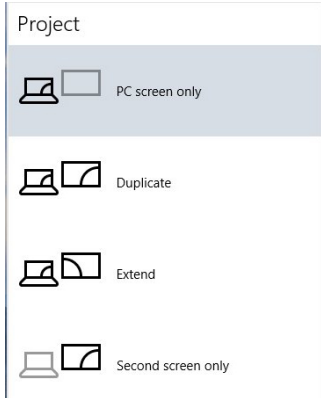 Project
PC screen only
Duplicate
Extend
Second screen only